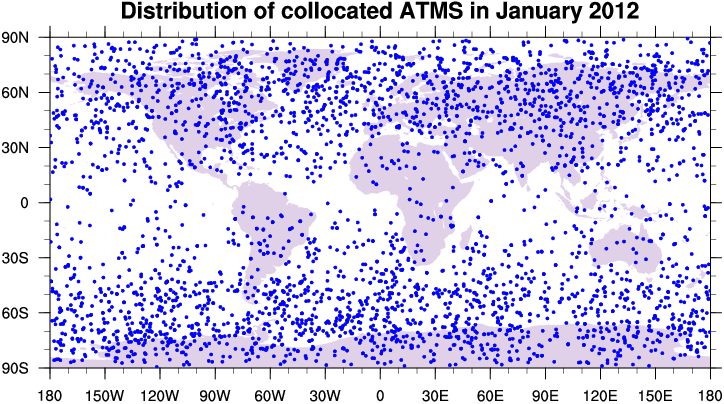 Distribution of collocated ATMS in January 2012
90N
60N
30N
0
30S
60S
90S
180 150W 120W 90W 60W 30W 0 30E 60E 90E 120E 150E 180